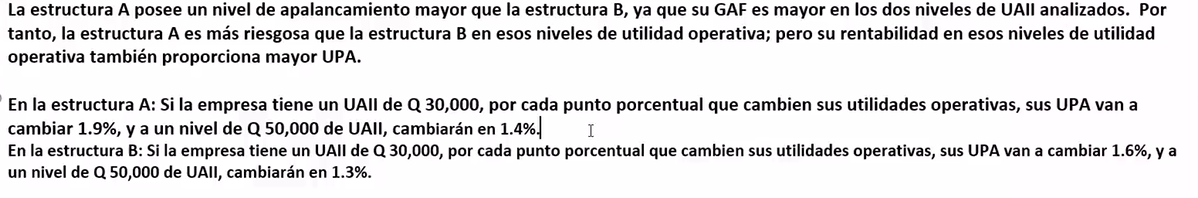 La estructura A posee un nivel de apalancamiento mayor que la estructura B, ya que su GAF es mayor en los dos niveles de UAII analizados.  Por
tanto, la estructura A es más riesgosa que la estructura B en esos niveles de utilidad operativa; pero su rentabilidad en esos niveles de utilidad
operativa también proporciona mayor UPA.
En la estructura A: Si la empresa tiene un UAII de Q 30,000, por cada punto porcentual que cambien sus utilidades operativas, sus UPA van a
cambiar 1.9%, y a un nivel de Q 50,000 de UAII, cambiarán en 1.4%.
En la estructura B: Si la empresa tiene un UAII de Q 30,000, por cada punto porcentual que cambien sus utilidades operativas, sus UPA van a cambiar 1.6%, y a
un nivel de Q 50,000 de UAII, cambiarán en 1.3%.